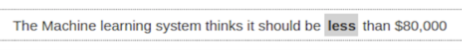 The Machine learning system thinks it should be less than $80,000